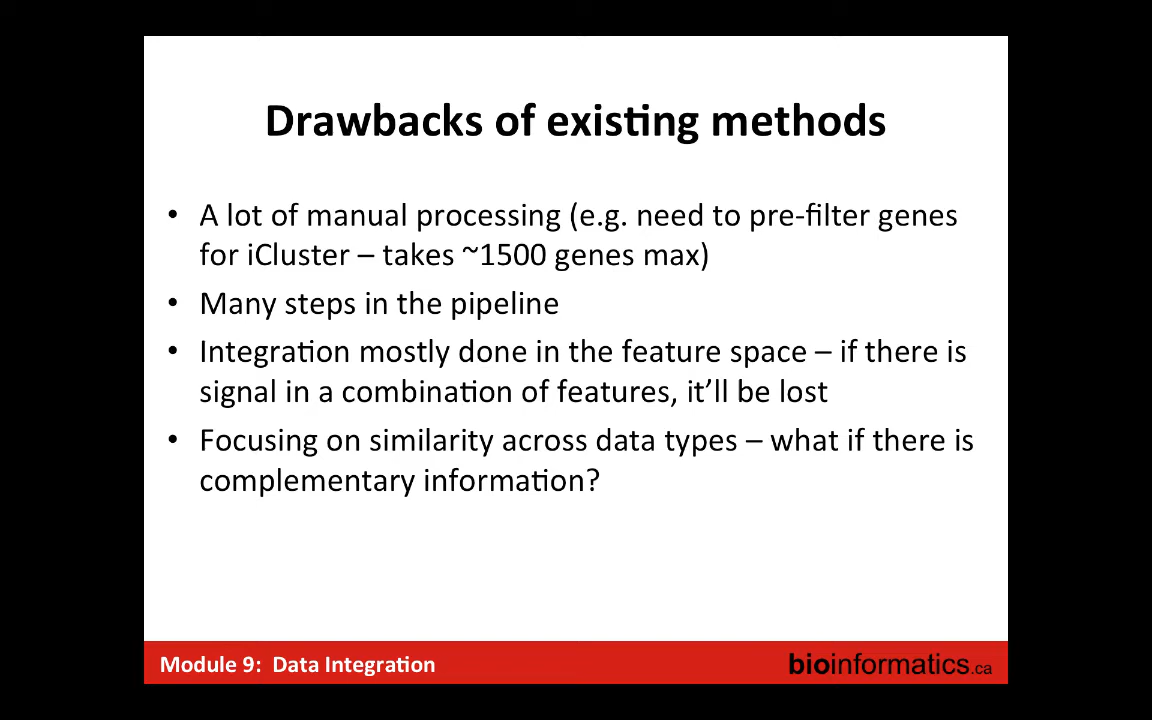 Drawbacks of existing methods
• A lot of manual processing (e.g. need to pre-filter genes
for iCluster – takes ~1500 genes max)
• Many steps in the pipeline
• Integration mostly done in the feature space – if there is
signal in a combination of features, it’ll be lost
• Focusing on similarity across data types – what if there is
complementary information?
Module 9: Data Integration
bioinformatics.ca